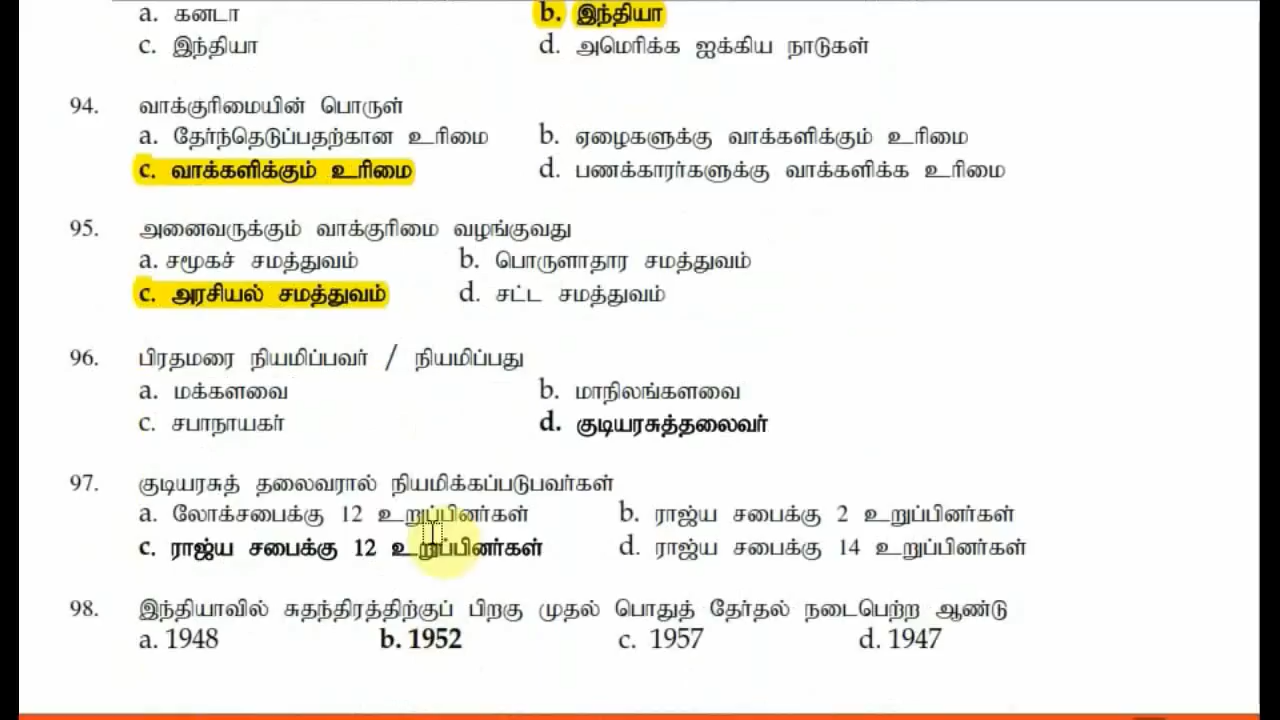 a. கனடா b. இந்தியா
c. இந்தியா d. அமெரிக்க ஐக்கிய நாடுகள்
94. வாக்குரிமையின் பொருள்
a. தேர்ந்தெடுப்பதற்கான உரிமை b. ஏழைகளுக்கு வாக்களிக்கும் உரிமை
c. வாக்களிக்கும் உரிமை d. பணக்காரர்களுக்கு வாக்களிக்க உரிமை
95. அனைவருக்கும் வாக்குரிமை வழங்குவது
a. சமூகச் சமத்துவம் b. பொருளாதார சமத்துவம்
c. அரசியல் சமத்துவம் d. சட்ட சமத்துவம்
96. பிரதமரை நியமிப்பவர் / நியமிப்பது
a. மக்களவை b. மாநிலங்களவை
c. சபாநாயகர் d. குடியரசுத்தலைவர்
97. குடியரசுத் தலைவரால் நியமிக்கப்படுபவர்கள்
a. லோக்சபைக்கு 12 உறுப்பினர்கள் b. ராஜ்ய சபைக்கு 2 உறுப்பினர்கள்
c. ராஜ்ய சபைக்கு 12 உறுப்பினர்கள் d. ராஜ்ய சபைக்கு 14 உறுப்பினர்கள்
98. இந்தியாவில் சுதந்திரத்திற்குப் பிறகு முதல் பொதுத் தேர்தல் நடைபெற்ற ஆண்டு
a. 1948 b. 1952 c. 1957 d. 1947